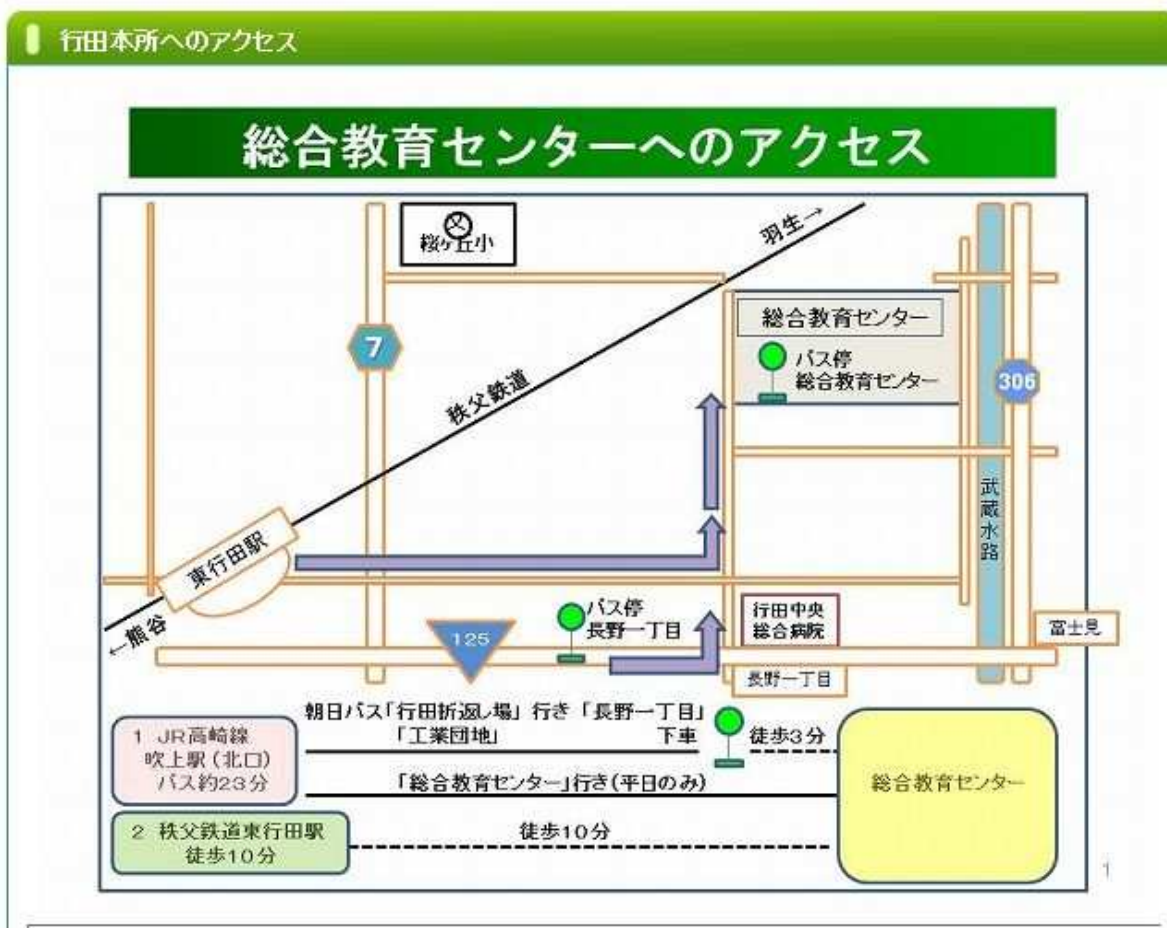 行田本所へのアクセス
総合教育センターへのアクセス
文
桜ヶ丘小
羽生→
7
総合教育センター
バス停
総合教育センター
306
秩父鉄道
武蔵水路
東行田駅
←熊谷
125
バス停
長野一丁目
行田中央
総合病院
富士見
長野一丁目
1 JR高崎線
吹上駅(北口)
バス約23分
朝日バス「行田折返し場」行き「長野一丁目」
「工業団地」 下車
徒歩3分
「総合教育センター」行き(平日のみ)
総合教育センター
2 秩父鉄道東行田駅
徒歩10分
徒歩10分
1